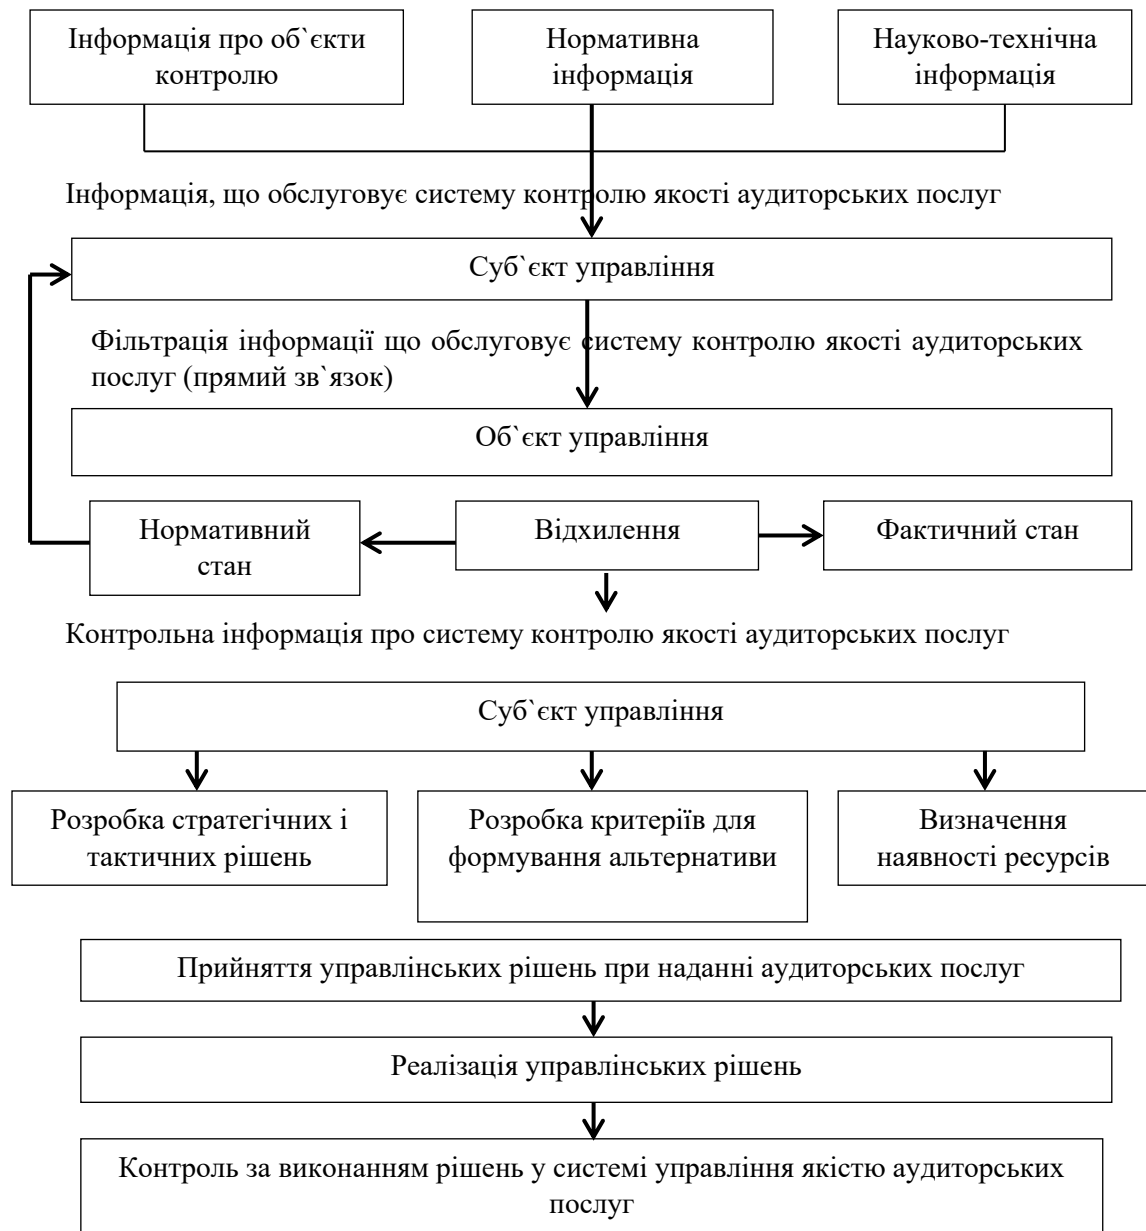 Інформація про об`єкти
контролю
Нормативна
інформація
Науково-технічна
інформація
Інформація, що обслуговує систему контролю якості аудиторських послуг
Суб`єкт управління
Фільтрація інформації що обслуговує систему контролю якості аудиторських
послуг (прямий зв`язок)
Об`єкт управління
Нормативний
стан
Відхилення
Фактичний стан
Контрольна інформація про систему контролю якості аудиторських послуг
Суб`єкт управління
Розробка стратегічних і
тактичних рішень
Розробка критеріїв для
формування альтернативи
Визначення
наявності ресурсів
Прийняття управлінських рішень при наданні аудиторських послуг
Реалізація управлінських рішень
Контроль за виконанням рішень у системі управління якістю аудиторських
послуг